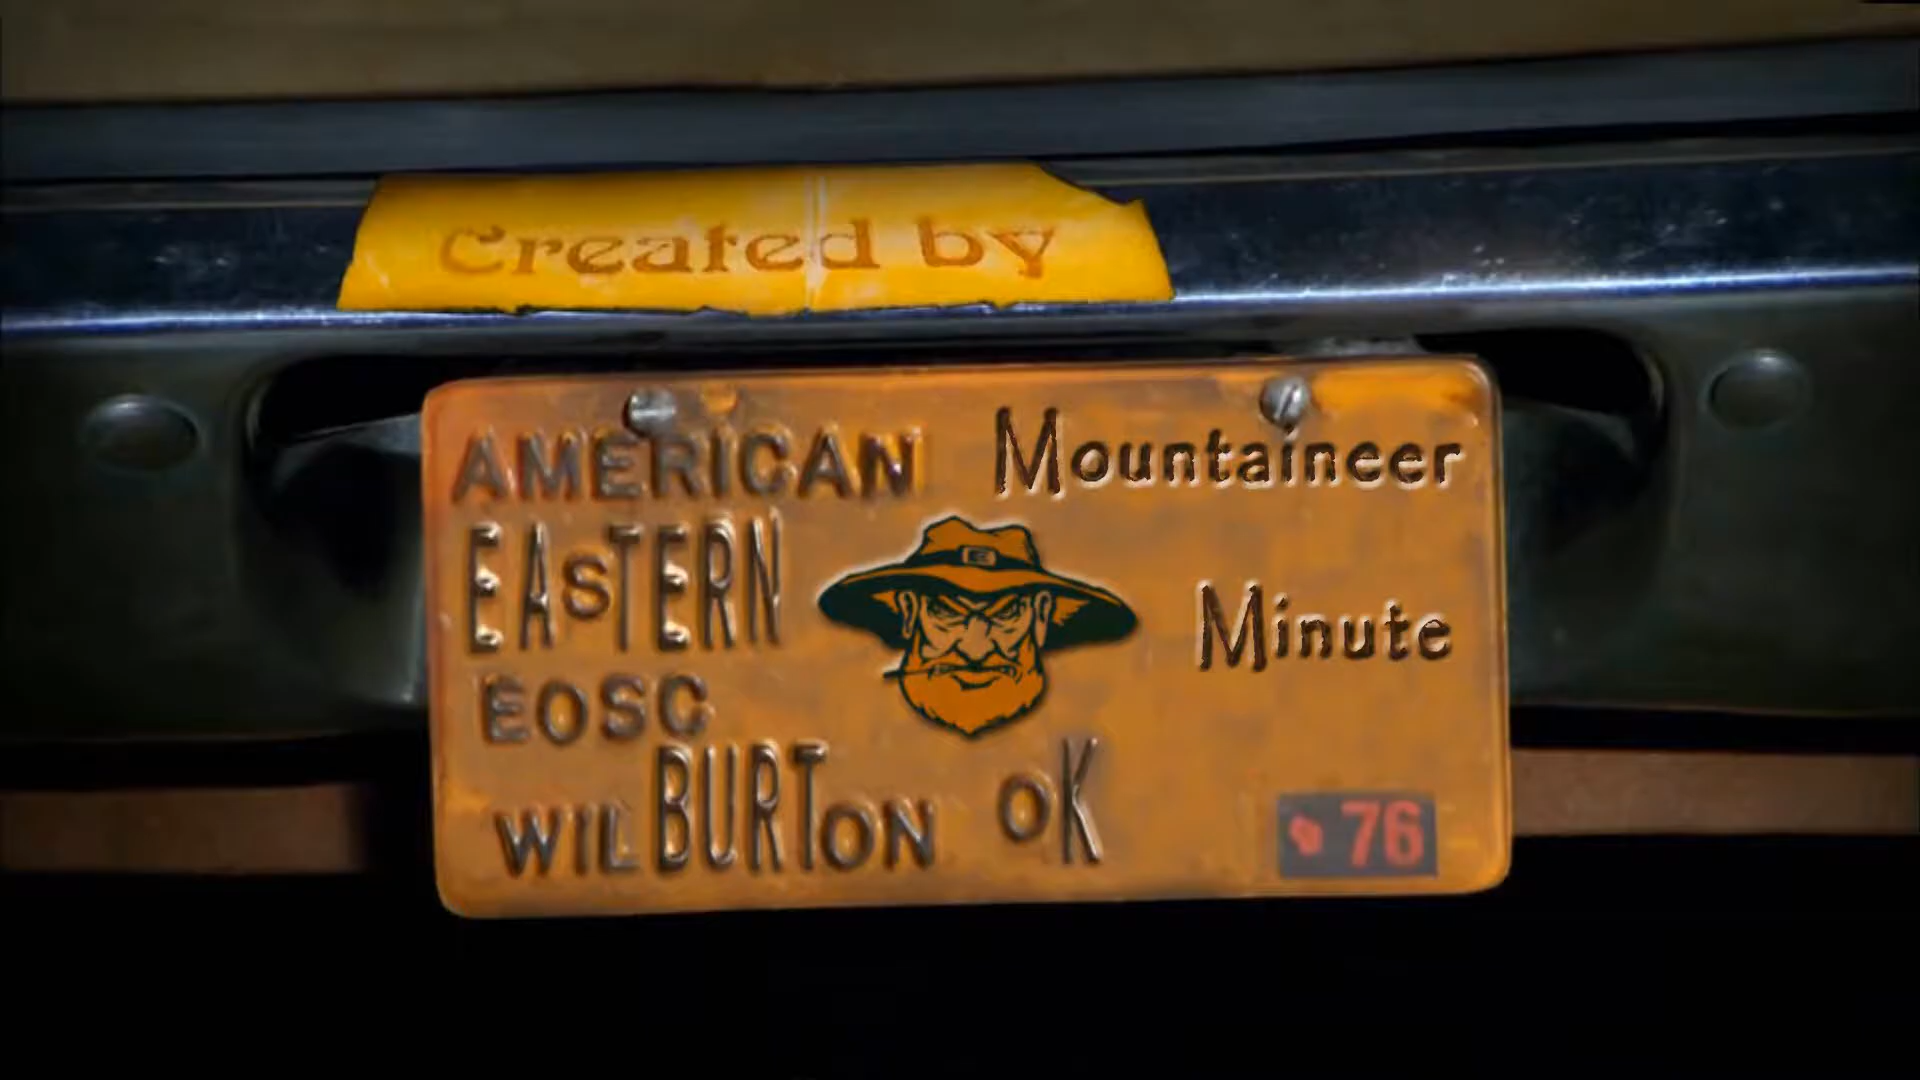 Created by
AMERICAN Mountaineer
EAsTERN
Minute
EOSC
WILBURTON OK
76